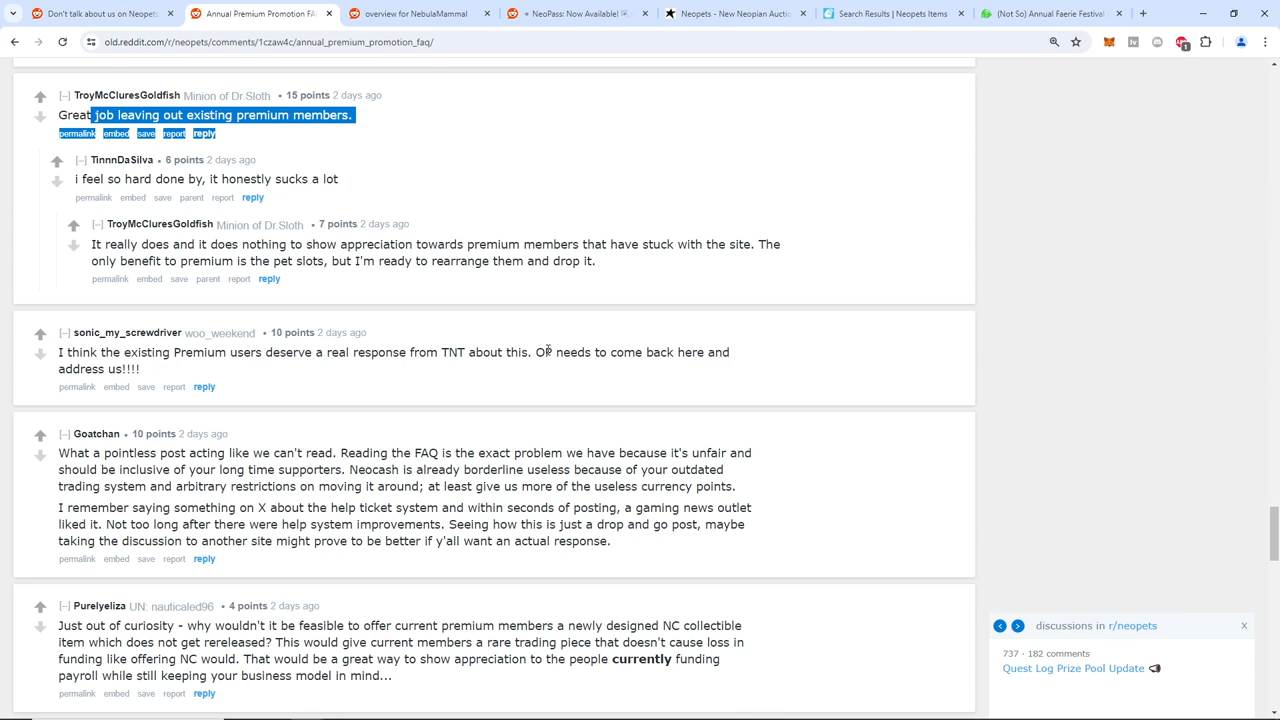 Don't about us on Neopets
Annual Premium Promotion FA
overview for NebulaMammal
NeoPass: Now Available!
Neopets - New Neopian Auctio
Search Results | Neopets Items
(Not So) Annual Faerie Festival
old.reddit.com/r/neopets/comments/1czaw4c/annual_premium_promotion_faq/
[–] TroyMcCluresGoldfish Minion of Dr.Sloth • 15 points 2 days ago
Great job leaving out existing premium members.
permalink embed save report reply
[–] TinnnDaSilva • 6 points 2 days ago
i feel so hard done by, it honestly sucks a lot
permalink embed save parent report reply
[–] TroyMcCluresGoldfish Minion of Dr.Sloth • 7 points 2 days ago
It really does and it does nothing to show appreciation towards premium members that have stuck with the site. The
only benefit to premium is the pet slots, but I'm ready to rearrange them and drop it.
permalink embed save parent report reply
[–] sonic_my_screwdriver woo_weekend • 10 points 2 days ago
I think the existing Premium users deserve a real response from TNT about this. OP needs to come back here and
address us!!!!
permalink embed save report reply
[–] Goatchan • 10 points 2 days ago
What a pointless post acting like we can't read. Reading the FAQ is the exact problem we have because it's unfair and
should be inclusive of your long time supporters. Neocash is already borderline useless because of your outdated
trading system and arbitrary restrictions on moving it around; at least give us more of the useless currency points.
I remember saying something on X about the help ticket system and within seconds of posting, a gaming news outlet
liked it. Not too long after there were help system improvements. Seeing how this is just a drop and go post, maybe
taking the discussion to another site might prove to be better if y'all want an actual response.
permalink embed save report reply
[–] Purelyeliza UN: nauticaled96 • 4 points 2 days ago
Just out of curiosity - why wouldn't it be feasible to offer current premium members a newly designed NC collectible
item which does not get rereleased? This would give current members a rare trading piece that doesn't cause loss in
funding like offering NC would. That would be a great way to show appreciation to the people currently funding
payroll while still keeping your business model in mind...
permalink embed save report reply
discussions in r/neopets X
737 · 182 comments
Quest Log Prize Pool Update